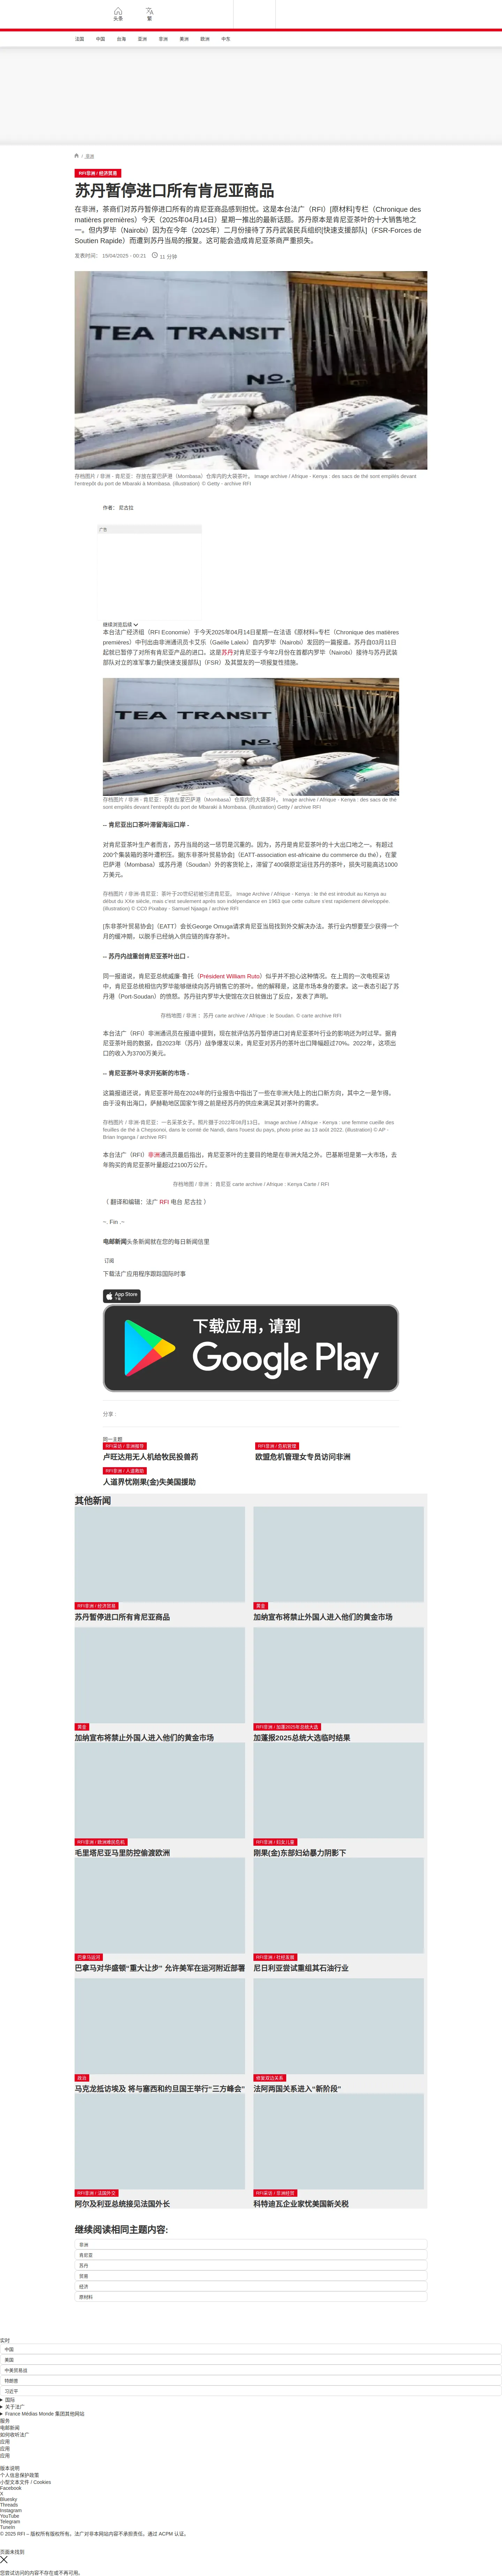 头条
繁
法国
中国
台海
亚洲
非洲
美洲
欧洲
中东
/ 非洲
RFI非洲 / 经济贸易
苏丹暂停进口所有肯尼亚商品
在非洲，茶商们对苏丹暂停进口所有的肯尼亚商品感到担忧。这是本台法广（RFI）[原材料]专栏（Chronique des
matières premières）今天（2025年04月14日）星期一推出的最新话题。苏丹原本是肯尼亚茶叶的十大销售地之
一。但内罗毕（Nairobi）因为在今年（2025年）二月份接待了苏丹武装民兵组织[快速支援部队]（FSR-Forces de
Soutien Rapide）而遭到苏丹当局的报复。这可能会造成肯尼亚茶商严重损失。
发表时间： 15/04/2025 - 00:21 11 分钟
TEA TRANSIT
No.
存档图片 / 非洲 - 肯尼亚：存放在蒙巴萨港（Mombasa）仓库内的大袋茶叶。 Image archive / Afrique - Kenya : des sacs de thé sont empilés devant
l'entrepôt du port de Mbaraki à Mombasa. (illustration) © Getty - archive RFI
作者： 尼古拉
广告
继续浏览后续
本台法广经济组（RFI Economie）于今天2025年04月14日星期一在法语《原材料»专栏（Chronique des matières
premières）中刊出由非洲通讯员卡艾乐（Gaëlle Laleix）自内罗毕（Nairobi）发回的一篇报道。苏丹自03月11日
起就已暂停了对所有肯尼亚产品的进口。这是苏丹对肯尼亚于今年2月份在首都内罗毕（Nairobi）接待与苏丹武装
部队对立的准军事力量[快速支援部队]（FSR）及其盟友的一项报复性措施。
TEA TRANSIT
No.
存档图片 / 非洲 - 肯尼亚：存放在蒙巴萨港（Mombasa）仓库内的大袋茶叶。 Image archive / Afrique - Kenya : des sacs de thé
sont empilés devant l'entrepôt du port de Mbaraki à Mombasa. (illustration) Getty / archive RFI
-- 肯尼亚出口茶叶滞留海运口岸 -
对肯尼亚茶叶生产者而言，苏丹当局的这一惩罚是沉重的。因为，苏丹是肯尼亚茶叶的十大出口地之一。有超过
200个集装箱的茶叶遭积压。据[东非茶叶贸易协会]（EATT-association est-africaine du commerce du thé），在蒙
巴萨港（Mombasa）或苏丹港（Soudan）外的客货轮上，滞留了400袋原定运往苏丹的茶叶，损失可能高达1000
万美元。
存档图片 / 非洲-肯尼亚：茶叶于20世纪初被引进肯尼亚。 Image Archive / Afrique - Kenya : le thé est introduit au Kenya au
début du XXe siècle, mais c'est seulement après son indépendance en 1963 que cette culture s'est rapidement développée.
(illustration) © CC0 Pixabay - Samuel Njaaga / archive RFI
[东非茶叶贸易协会]（EATT）会长George Omuga请求肯尼亚当局找到外交解决办法。茶叶行业内想要至少获得一个
月的缓冲期，以脱手已经纳入供应链的库存茶叶。
-- 苏丹内战重创肯尼亚茶叶出口 -
同一报道说，肯尼亚总统威廉·鲁托（Président William Ruto）似乎并不担心这种情况。在上周的一次电视采访
中，肯尼亚总统相信内罗毕能够继续向苏丹销售它的茶叶。他的解释是，这是市场本身的要求。这一表态引起了苏
丹港（Port-Soudan）的愤怒。苏丹驻内罗毕大使馆在次日就做出了反应，发表了声明。
存档地图 / 非洲 ：苏丹 carte archive / Afrique : le Soudan. © carte archive RFI
本台法广（RFI）非洲通讯员在报道中提到，现在就评估苏丹暂停进口对肯尼亚茶叶行业的影响还为时过早。据肯
尼亚茶叶局的数据，自2023年（苏丹）战争爆发以来，肯尼亚对苏丹的茶叶出口降幅超过70%。2022年，这项出
口的收入为3700万美元。
-- 肯尼亚茶叶寻求开拓新的市场 -
这篇报道还说，肯尼亚茶叶局在2024年的行业报告中指出了一些在非洲大陆上的出口新方向，其中之一是乍得。
由于没有出海口，萨赫勒地区国家乍得之前是经苏丹的供应来满足其对茶叶的需求。
存档图片 / 非洲-肯尼亚：一名采茶女子。照片摄于2022年08月13日。 Image archive / Afrique - Kenya : une femme cueille des
feuilles de thé à Chepsonoi, dans le comté de Nandi, dans l'ouest du pays, photo prise au 13 août 2022. (illustration) © AP -
Brian Inganga / archive RFI
本台法广（RFI）非洲通讯员最后指出，肯尼亚茶叶的主要目的地是在非洲大陆之外。巴基斯坦是第一大市场，去
年购买的肯尼亚茶叶量超过2100万公斤。
存档地图 / 非洲 ：肯尼亚 carte archive / Afrique : Kenya Carte / RFI
（ 翻译和编辑：法广 RFI 电台 尼古拉 ）
~. Fin .~
电邮新闻头条新闻就在您的每日新闻信里
订阅
下载法广应用程序跟踪国际时事
App Store
下载
下载应用，请到
Google Play
分享 :
同一主题
RFI采访 / 非洲领导
卢旺达用无人机给牧民投兽药
RFI非洲 / 危机管理
欧盟危机管理女专员访问非洲
RFI非洲 / 人道救助
人道界忧刚果(金)失美国援助
其他新闻
RFI非洲 / 经济贸易
苏丹暂停进口所有肯尼亚商品
黄金
加纳宣布将禁止外国人进入他们的黄金市场
黄金
加纳宣布将禁止外国人进入他们的黄金市场
RFI非洲 / 加蓬2025年总统大选
加蓬报2025总统大选临时结果
RFI非洲 / 欧洲难民危机
毛里塔尼亚马里防控偷渡欧洲
RFI非洲 / 妇女儿童
刚果(金)东部妇幼暴力阴影下
巴拿马运河
巴拿马对华盛顿“重大让步” 允许美军在运河附近部署
RFI非洲 / 社经发展
尼日利亚尝试重组其石油行业
政治
马克龙抵访埃及 将与塞西和约旦国王举行“三方峰会”
修复双边关系
法阿两国关系进入“新阶段”
RFI非洲 / 法国外交
阿尔及利亚总统接见法国外长
RFI采访 / 非洲经贸
科特迪瓦企业家忧美国新关税
继续阅读相同主题内容:
非洲
肯尼亚
苏丹
贸易
经济
原材料
实时
中国
美国
中美贸易战
特朗普
习近平
国际
关于法广
France Médias Monde 集团其他网站
服务
电邮新闻
如何收听法广
应用
应用
应用
版本说明
个人信息保护政策
小型文本文件 / Cookies
Facebook
X
Bluesky
Threads
Instagram
YouTube
Telegram
TuneIn
© 2025 RFI – 版权所有版权所有。法广对非本网站内容不承担责任。通过 ACPM 认证。
页面未找到
您尝试访问的内容不存在或不再可用。